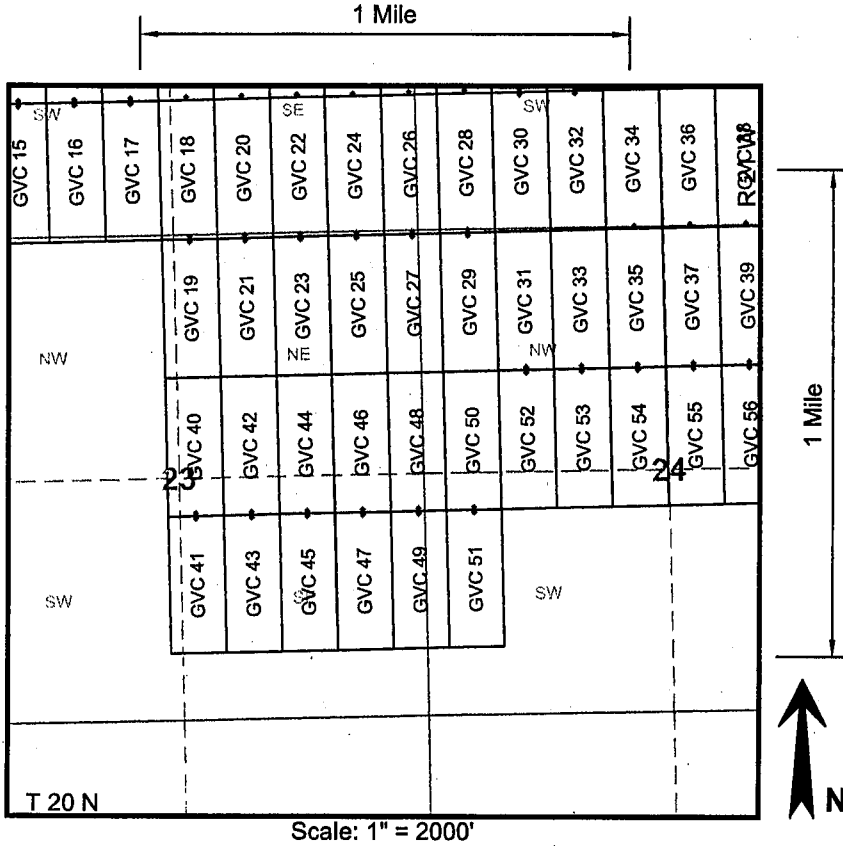 1 Mile
SW SE SW
GVC 15 GVC 16 GVC 17 GVC 18 GVC 20 GVC 22 GVC 24 GVC 26 GVC 28 GVC 30 GVC 32 GVC 34 GVC 36
GVC 19 GVC 21 GVC 23 GVC 25 GVC 27 GVC 29 GVC 31 GVC 33 GVC 35 GVC 37 GVC 39
NW NE NW
1 Mile
GVC 40 GVC 42 GVC 44 GVC 46 GVC 48 GVC 50 GVC 52 GVC 53 GVC 54 GVC 55 GVC 56
23 24
GVC 41 GVC 43 GVC 45 GVC 47 GVC 49 GVC 51
SW SW
T 20 N
N
Scale: 1" = 2000'